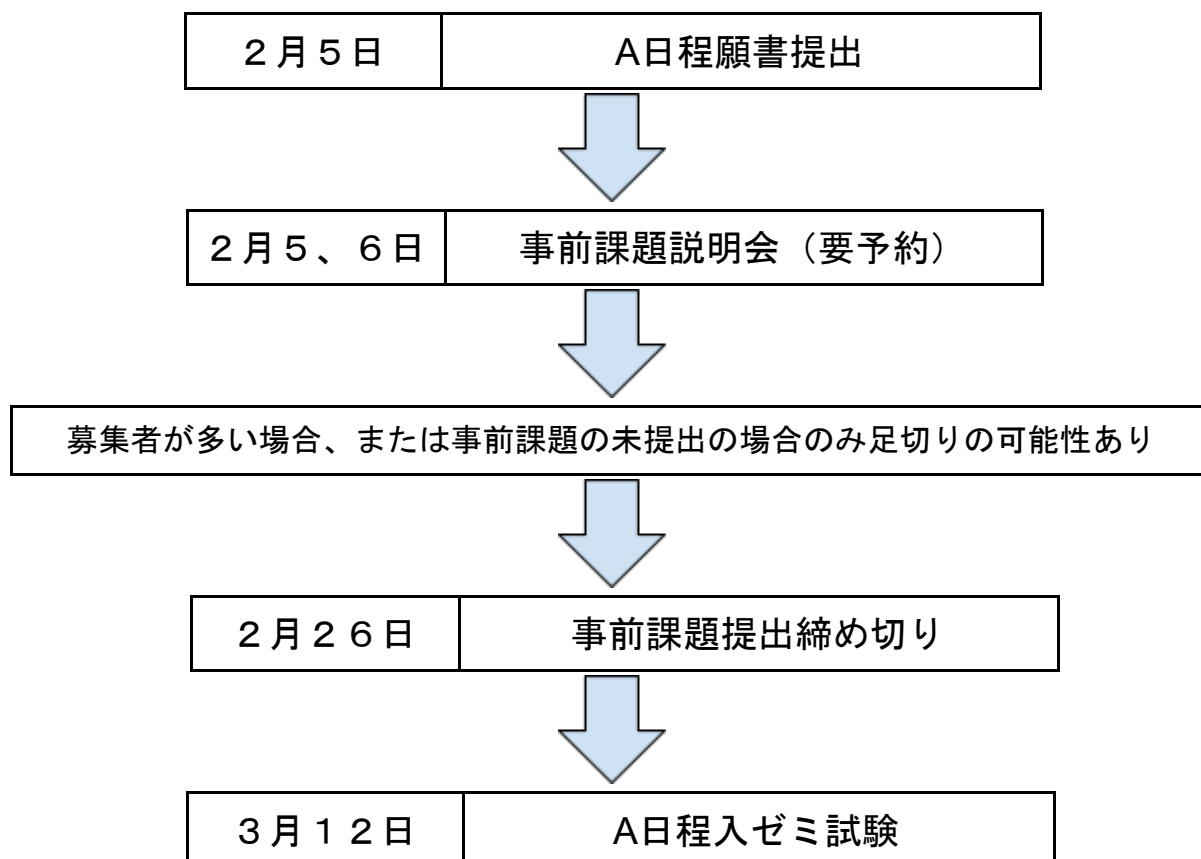 ２月５日 A日程願書提出
２月５、６日 事前課題説明会（要予約）
募集者が多い場合、または事前課題の未提出の場合のみ足切りの可能性あり
２月２６日 事前課題提出締め切り
３月１２日 A日程入ゼミ試験